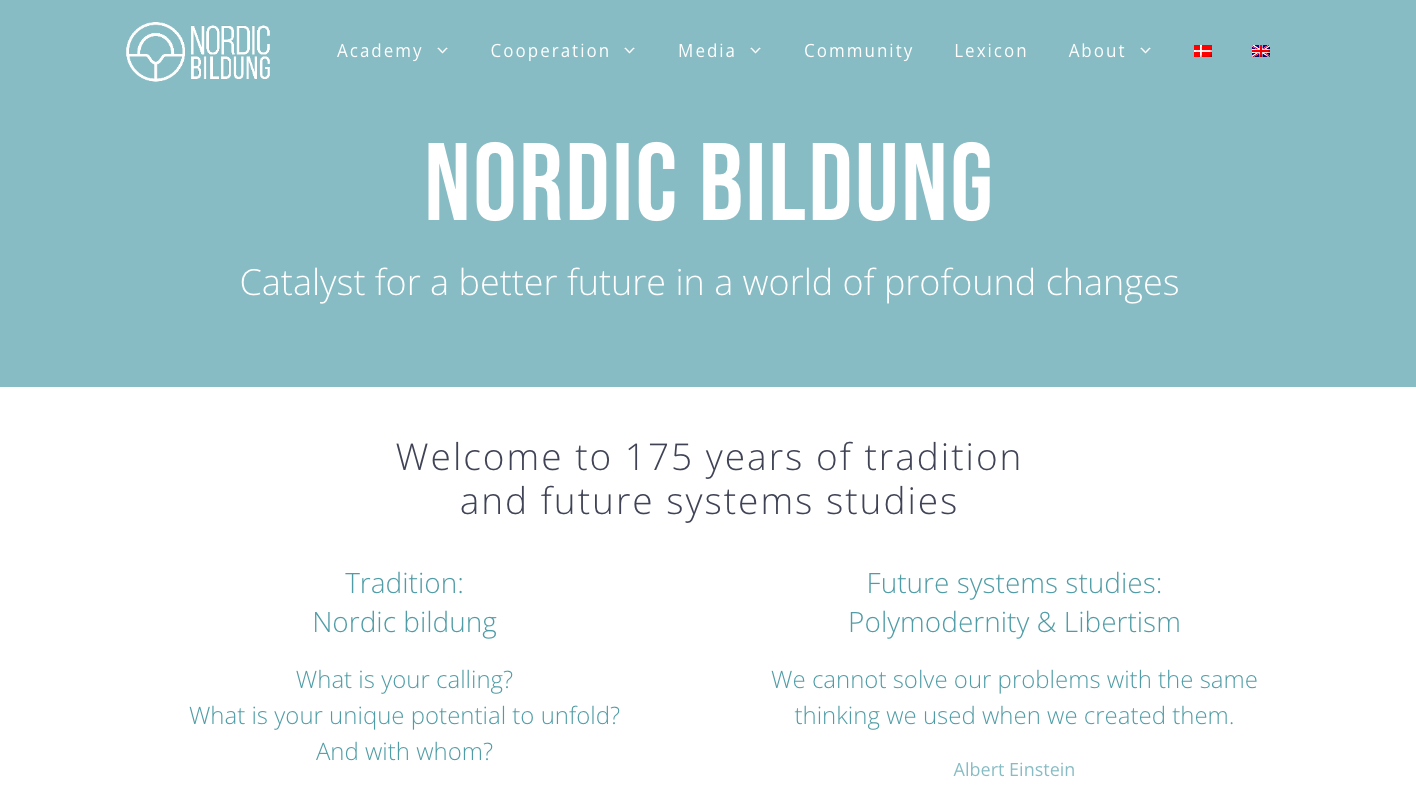 NORDIC
BILDUNG
Academy
Cooperation
Media
Community
Lexicon
About
NORDIC BILDUNG
Catalyst for a better future in a world of profound changes
Welcome to 175 years of tradition
and future systems studies
Tradition:
Nordic bildung
What is your calling?
What is your unique potential to unfold?
And with whom?
Future systems studies:
Polymodernity & Libertism
We cannot solve our problems with the same
thinking we used when we created them.
Albert Einstein